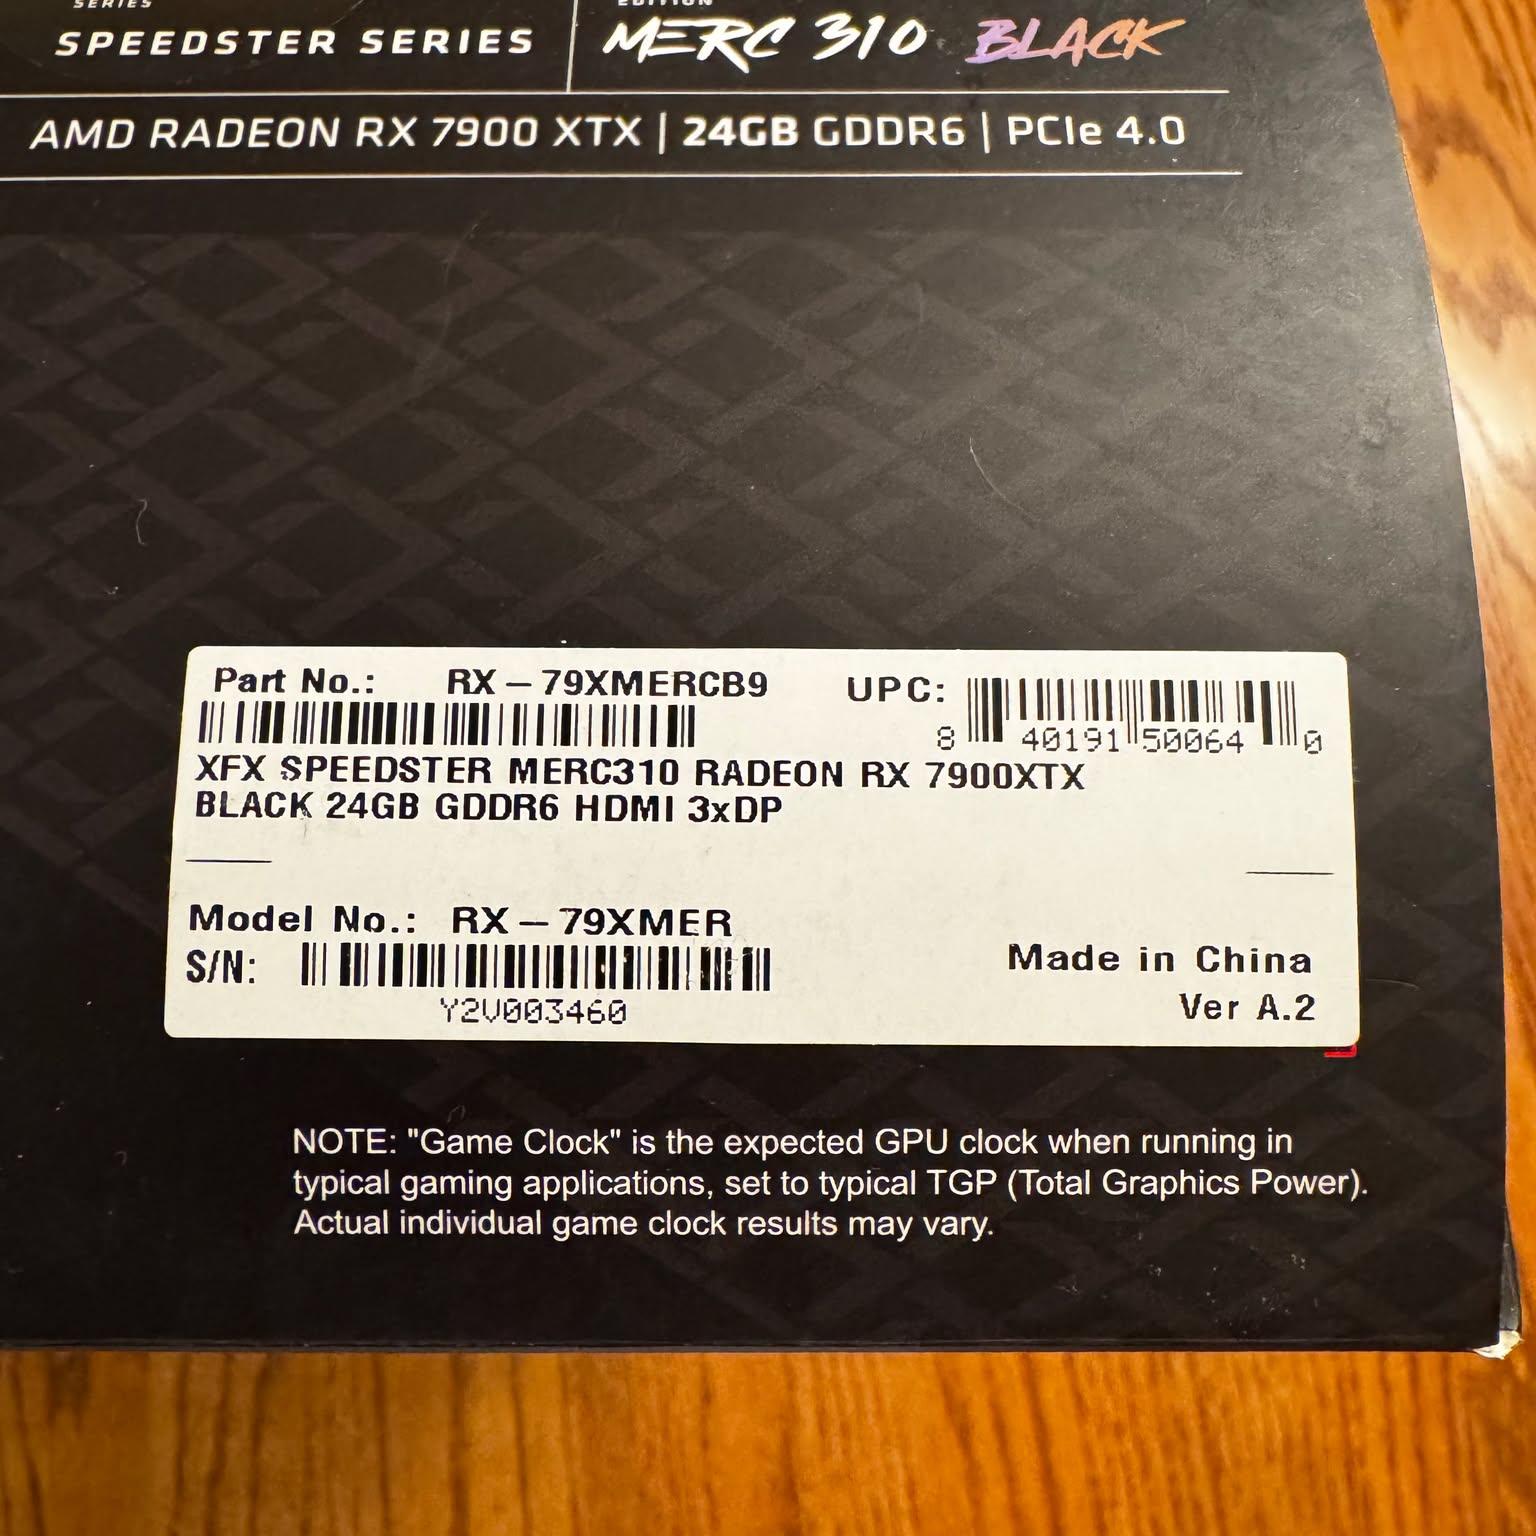 SERIES EDITION
SPEEDSTER SERIES MERC 310 BLACK
AMD RADEON RX 7900 XTX | 24GB GDDR6 | PCIe 4.0
Part No.: RX-79XMERCB9 UPC:
8 40191 50064 0
XFX SPEEDSTER MERC310 RADEON RX 7900XTX
BLACK 24GB GDDR6 HDMI 3xDP
Model No.: RX-79XMER
S/N: Made in China
Y2V003460 Ver A.2
NOTE: "Game Clock" is the expected GPU clock when running in
typical gaming applications, set to typical TGP (Total Graphics Power).
Actual individual game clock results may vary.